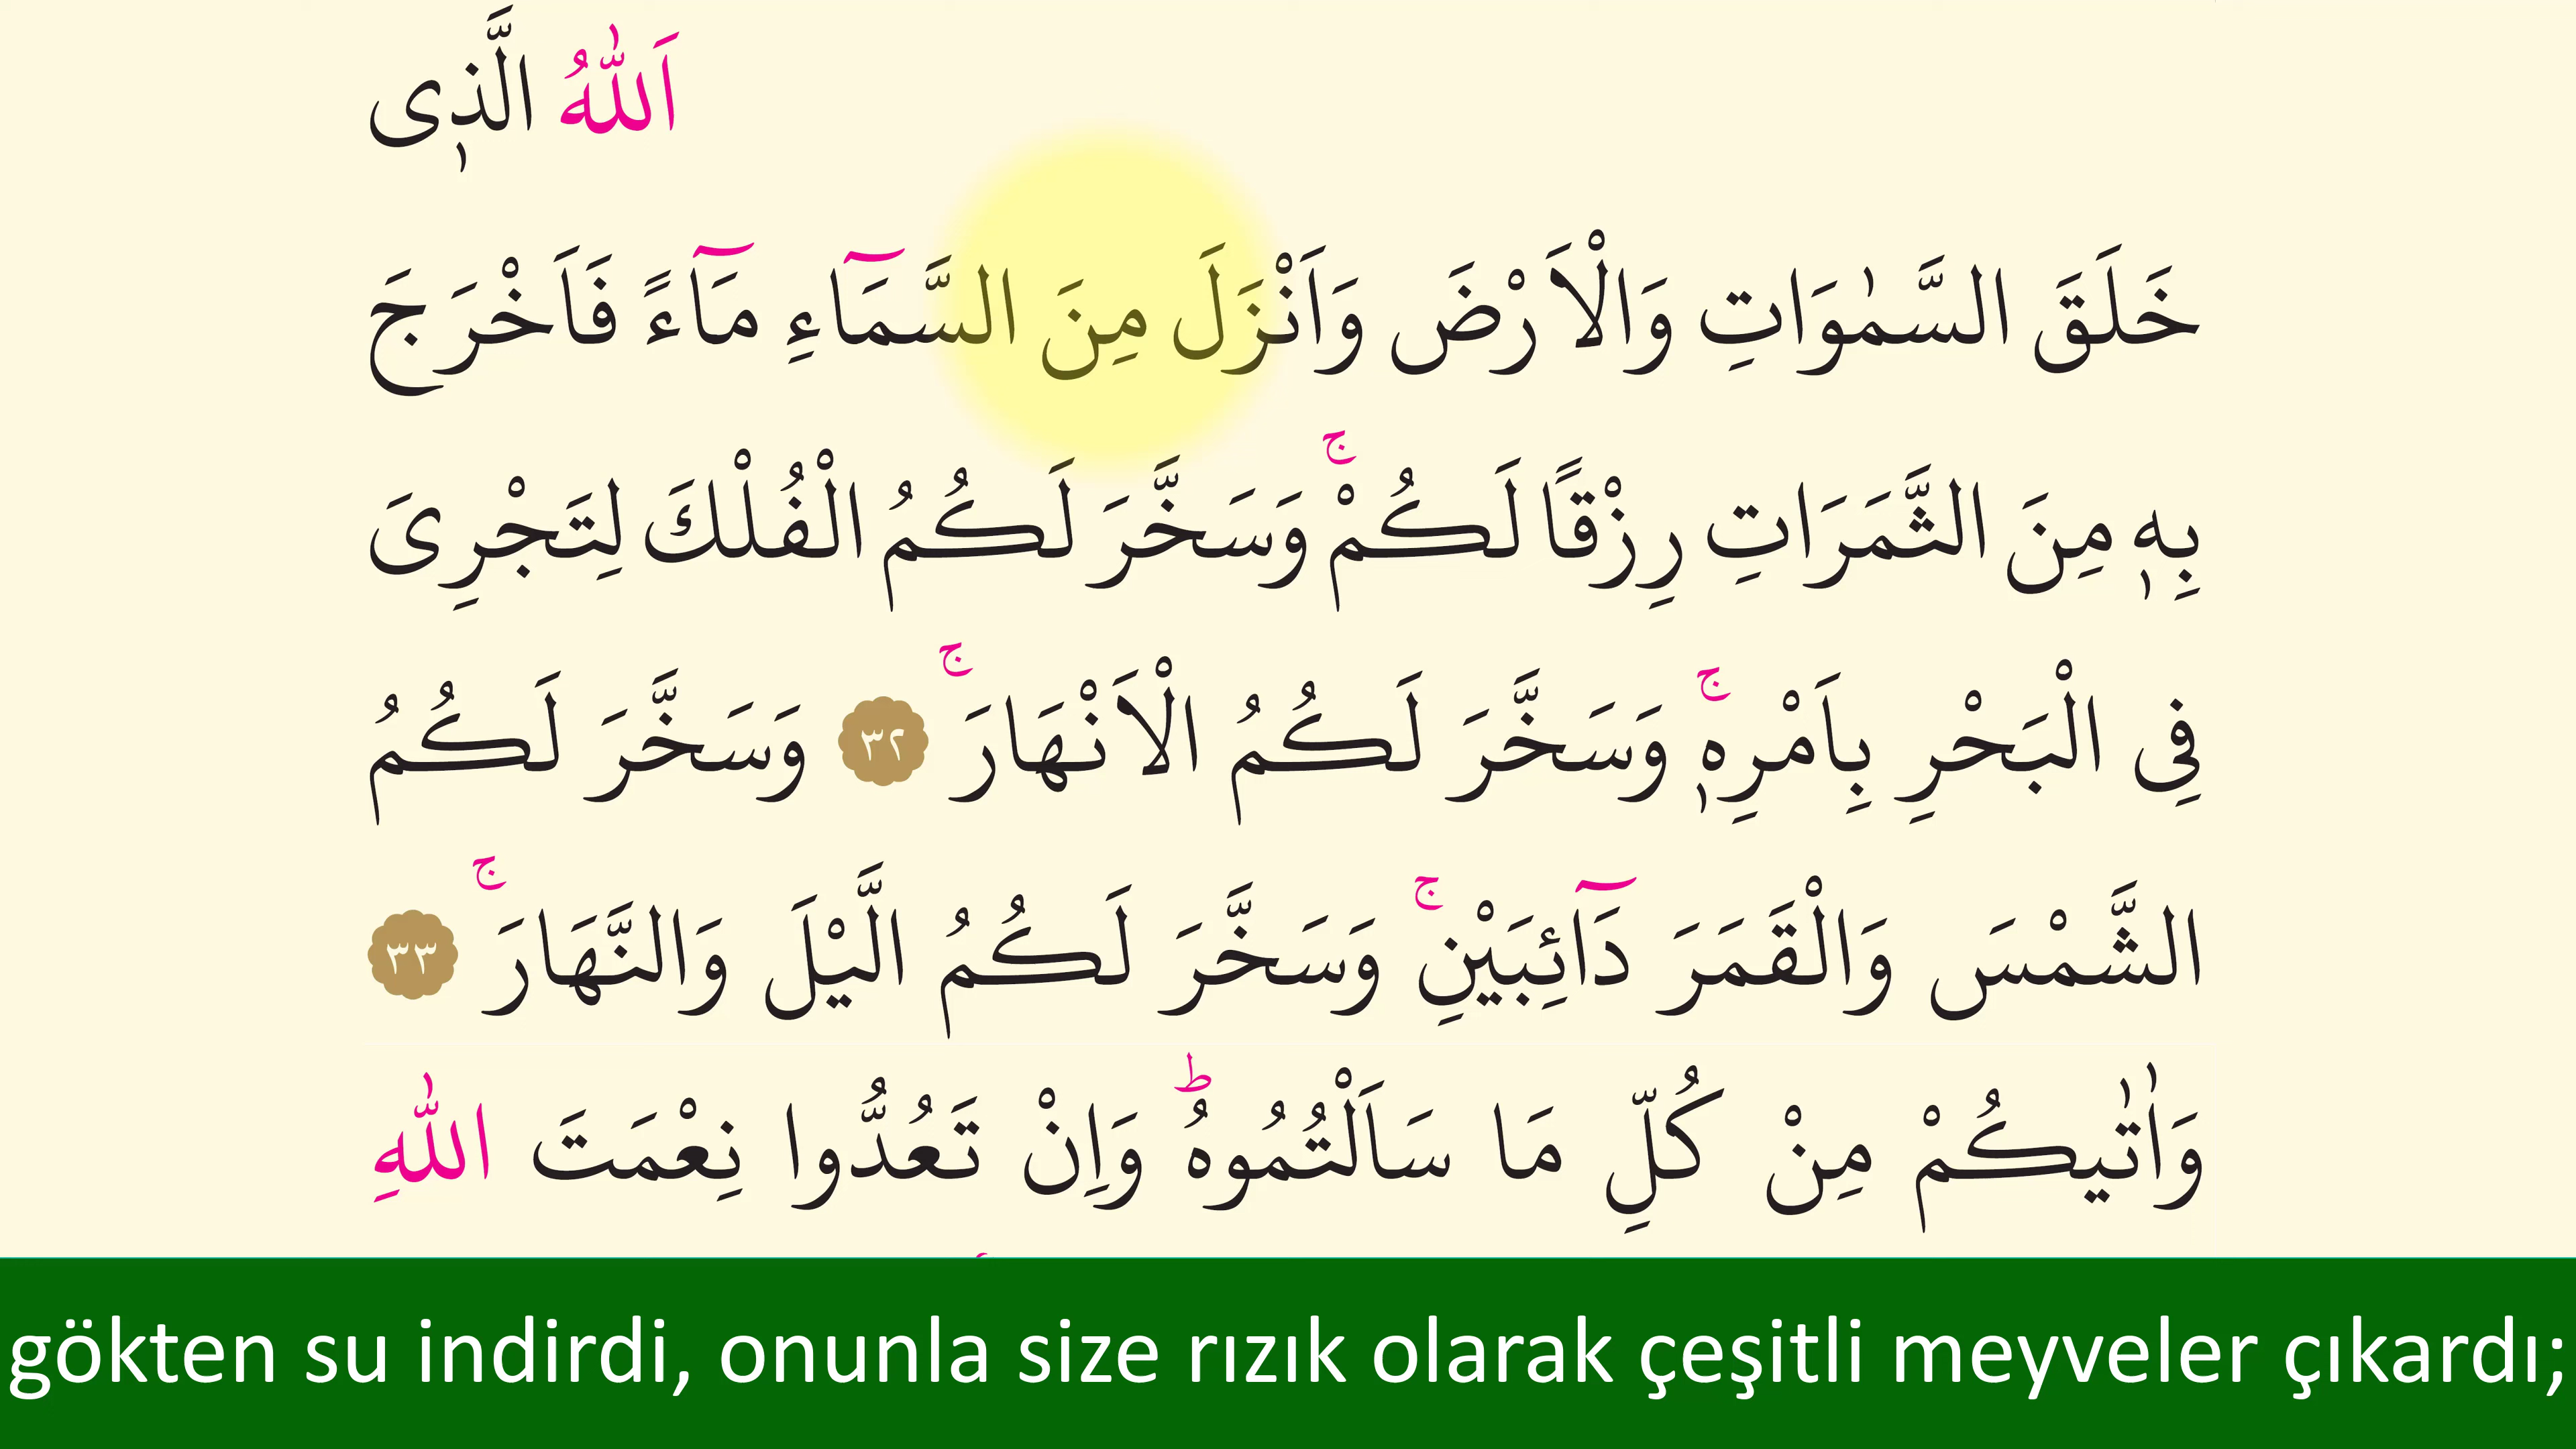 اَللّٰهُ الَّذٖى
خَلَقَ السَّمٰوَاتِ وَالْاَرْضَ وَاَنْزَلَ مِنَ السَّمَٓاءِ مَٓاءً فَاَخْرَجَ
بِهٖ مِنَ الثَّمَرَاتِ رِزْقًا لَكُمْۚ وَسَخَّرَ لَكُمُ الْفُلْكَ لِتَجْرِىَ
فِى الْبَحْرِ بِاَمْرِهٖۚ وَسَخَّرَ لَكُمُ الْاَنْهَارَۚ ﴿٣٢﴾ وَسَخَّرَ لَكُمُ
الشَّمْسَ وَالْقَمَرَ دَٓائِبَيْنِۚ وَسَخَّرَ لَكُمُ الَّيْلَ وَالنَّهَارَۚ ﴿٣٣﴾
وَاٰتٰيكُمْ مِنْ كُلِّ مَا سَاَلْتُمُوهُؕ وَاِنْ تَعُدُّوا نِعْمَتَ اللّٰهِ
gökten su indirdi, onunla size rızık olarak çeşitli meyveler çıkardı;